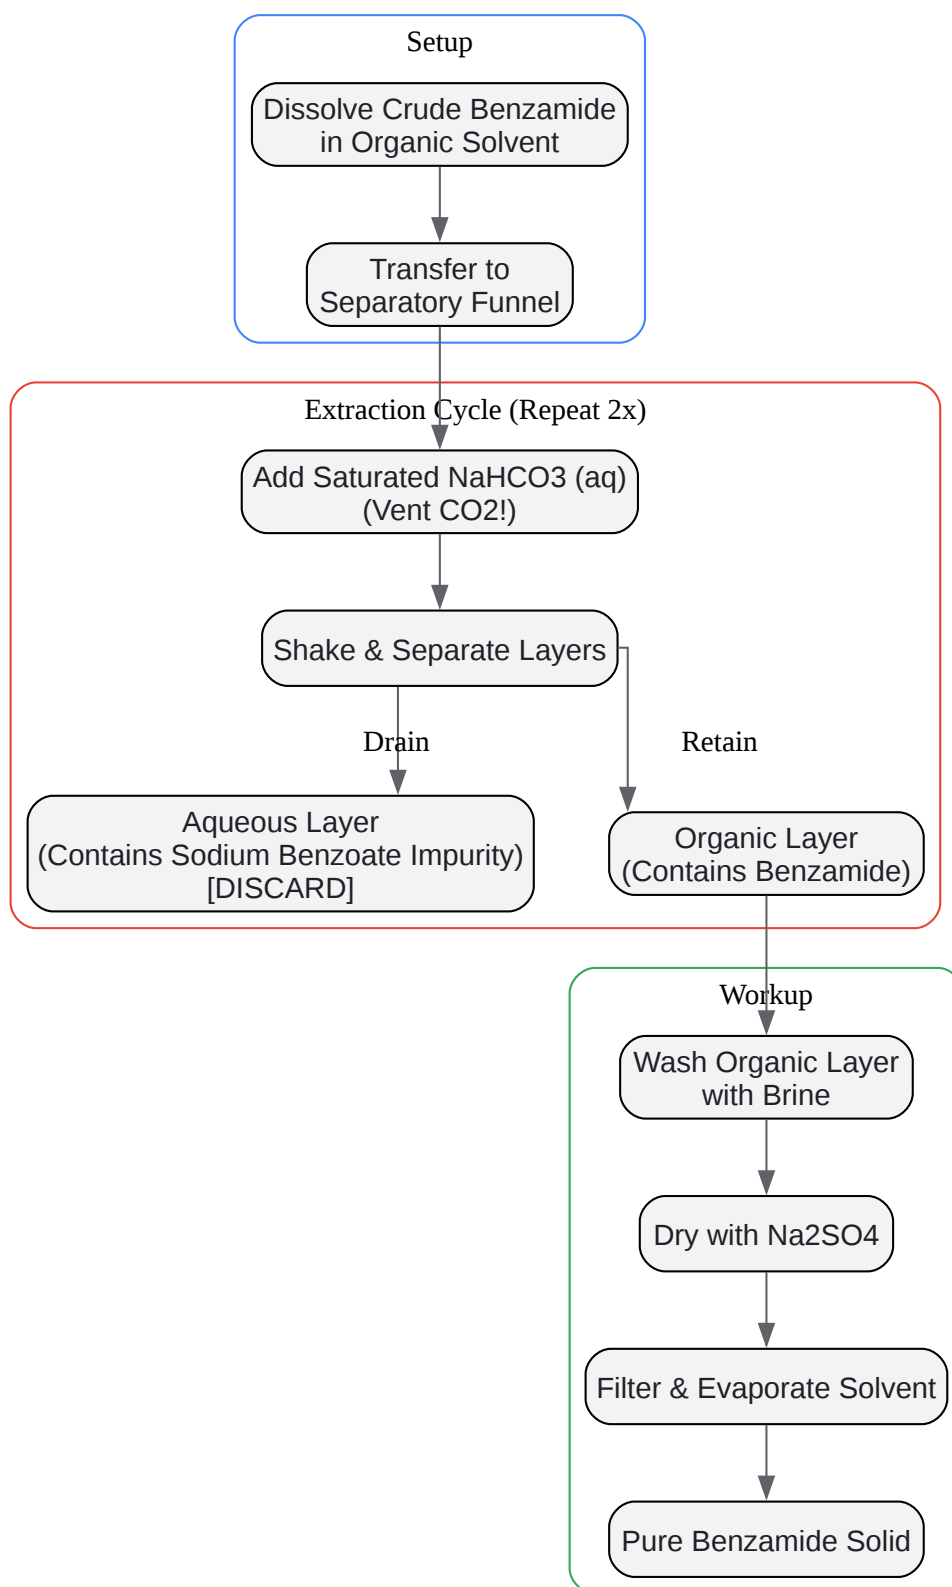 Setup
Dissolve Crude Benzamide
in Organic Solvent
Transfer to
Separatory Funnel
Extraction Cycle (Repeat 2x)
Add Saturated NaHCO3 (aq)
(Vent CO2!)
Shake & Separate Layers
Drain
Retain
Aqueous Layer
(Contains Sodium Benzoate Impurity)
[DISCARD]
Organic Layer
(Contains Benzamide)
Workup
Wash Organic Layer
with Brine
Dry with Na2SO4
Filter & Evaporate Solvent
Pure Benzamide Solid